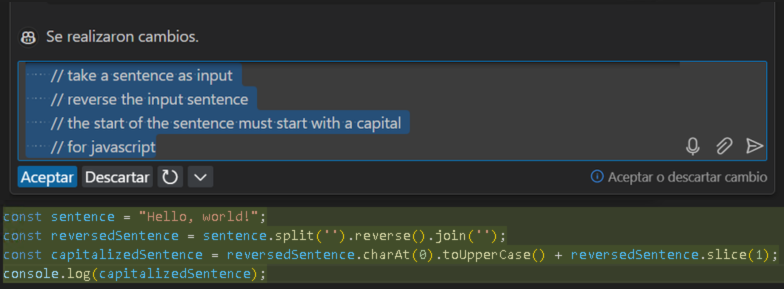 Se realizaron cambios.
// take a sentence as input
// reverse the input sentence
// the start of the sentence must start with a capital
// for javascript
Aceptar Descartar Aceptar o descartar cambio
const sentence = "Hello, world!";
const reversedSentence = sentence.split('').reverse().join('');
const capitalizedSentence = reversedSentence.charAt(0).toUpperCase() + reversedSentence.slice(1);
console.log(capitalizedSentence);